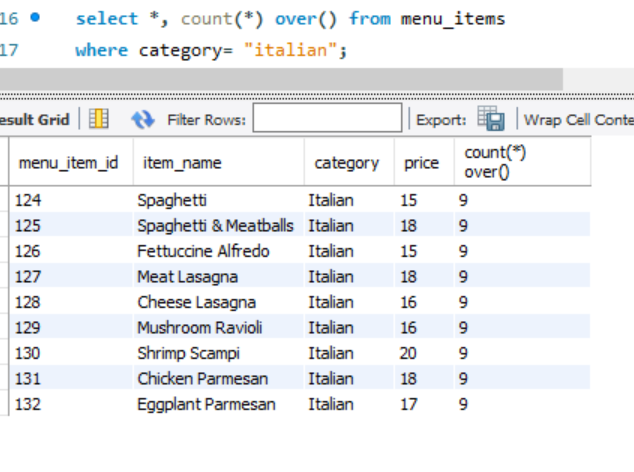 16 select *, count(*) over() from menu_items
17 where category= "italian";
esult Grid Filter Rows: Export: Wrap Cell Conte
menu_item_id item_name category price count(*) over()
124 Spaghetti Italian 15 9
125 Spaghetti & Meatballs Italian 18 9
126 Fettuccine Alfredo Italian 15 9
127 Meat Lasagna Italian 18 9
128 Cheese Lasagna Italian 16 9
129 Mushroom Ravioli Italian 16 9
130 Shrimp Scampi Italian 20 9
131 Chicken Parmesan Italian 18 9
132 Eggplant Parmesan Italian 17 9